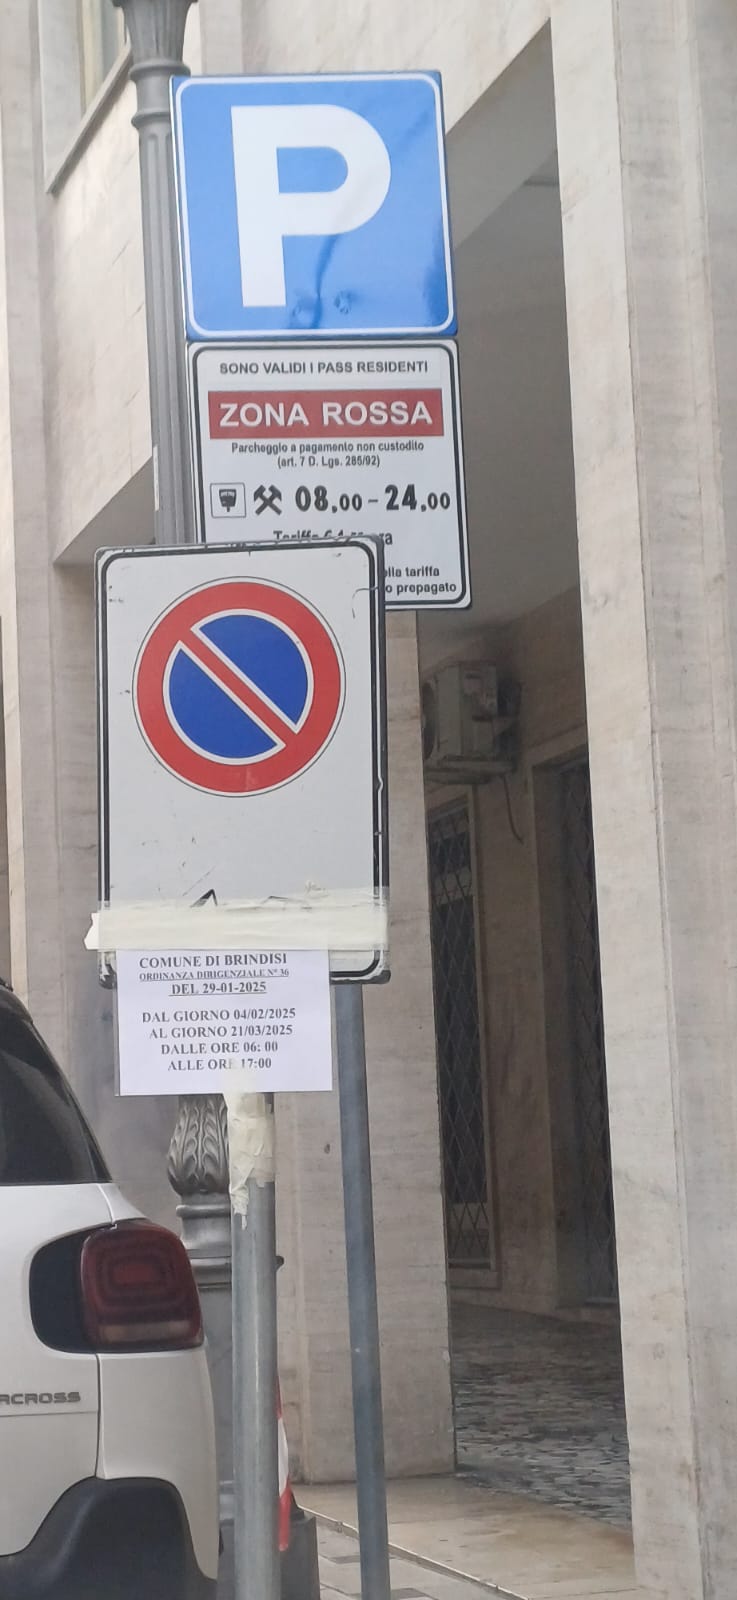 P
SONO VALIDI I PASS RESIDENTI
ZONA ROSSA
Parcheggio a pagamento non custodito
(art. 7 D. Lgs. 285/92)
08,00-24,00
Tariffa
tariffa
prepagato
COMUNE DI BRINDISI
ORDINANZA DIRIGENZIALE N° 36
DEL 29-01-2025
DAL GIORNO 04/02/2025
AL GIORNO 21/03/2025
DALLE ORE 06: 00
ALLE ORE 17:00
RCROSS